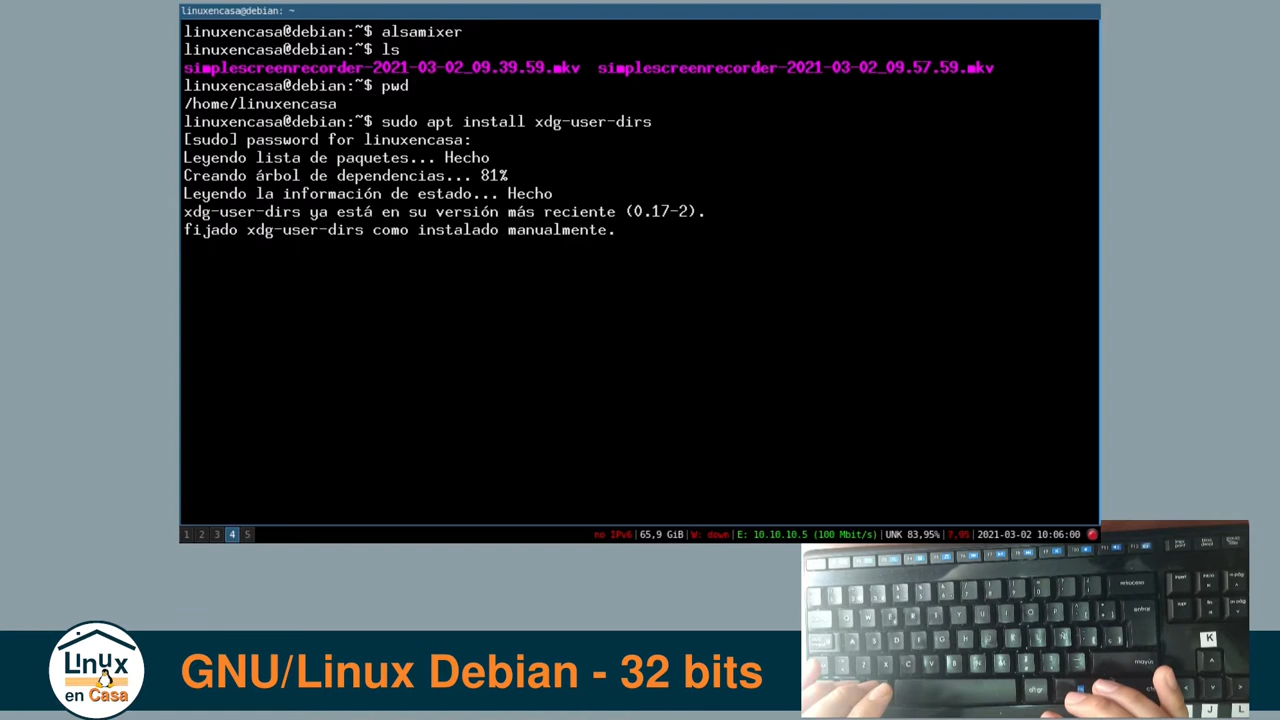 linuxencasa@debian: ~
linuxencasa@debian:~$ alsamixer
linuxencasa@debian:~$ ls
simplescreenrecorder-2021-03-02_09.39.59.mkv  simplescreenrecorder-2021-03-02_09.57.59.mkv
linuxencasa@debian:~$ pwd
/home/linuxencasa
linuxencasa@debian:~$ sudo apt install xdg-user-dirs
[sudo] password for linuxencasa:
Leyendo lista de paquetes... Hecho
Creando árbol de dependencias... 81%
Leyendo la información de estado... Hecho
xdg-user-dirs ya está en su versión más reciente (0.17-2).
fijado xdg-user-dirs como instalado manualmente.
1 2 3 4 5
no IPv6| 65,9 GiB| W: down| E: 10.10.10.5 (100 Mbit/s)| UNK 83,95%| 7,95| 2021-03-02 10:06:00
K
J L
Linux
en Casa
GNU/Linux Debian - 32 bits